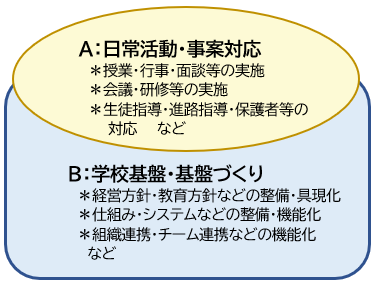 A：日常活動・事案対応
＊授業・行事・面談等の実施
＊会議・研修等の実施
＊生徒指導・進路指導・保護者等の
対応　など
B：学校基盤・基盤づくり
＊経営方針・教育方針などの整備・具現化
＊仕組み・システムなどの整備・機能化
＊組織連携・チーム連携などの機能化
など